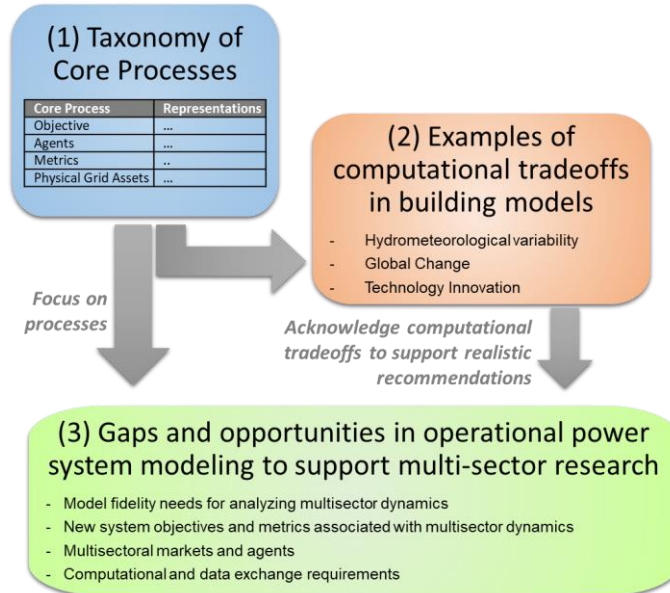 (1) Taxonomy of
Core Processes
Core Process Representations
Objective ...
Agents ...
Metrics ..
Physical Grid Assets ...
(2) Examples of
computational tradeoffs
in building models
- Hydrometeorological variability
- Global Change
- Technology Innovation
Focus on
processes
Acknowledge computational
tradeoffs to support realistic
recommendations
(3) Gaps and opportunities in operational power
system modeling to support multi-sector research
- Model fidelity needs for analyzing multisector dynamics
- New system objectives and metrics associated with multisector dynamics
- Multisectoral markets and agents
- Computational and data exchange requirements